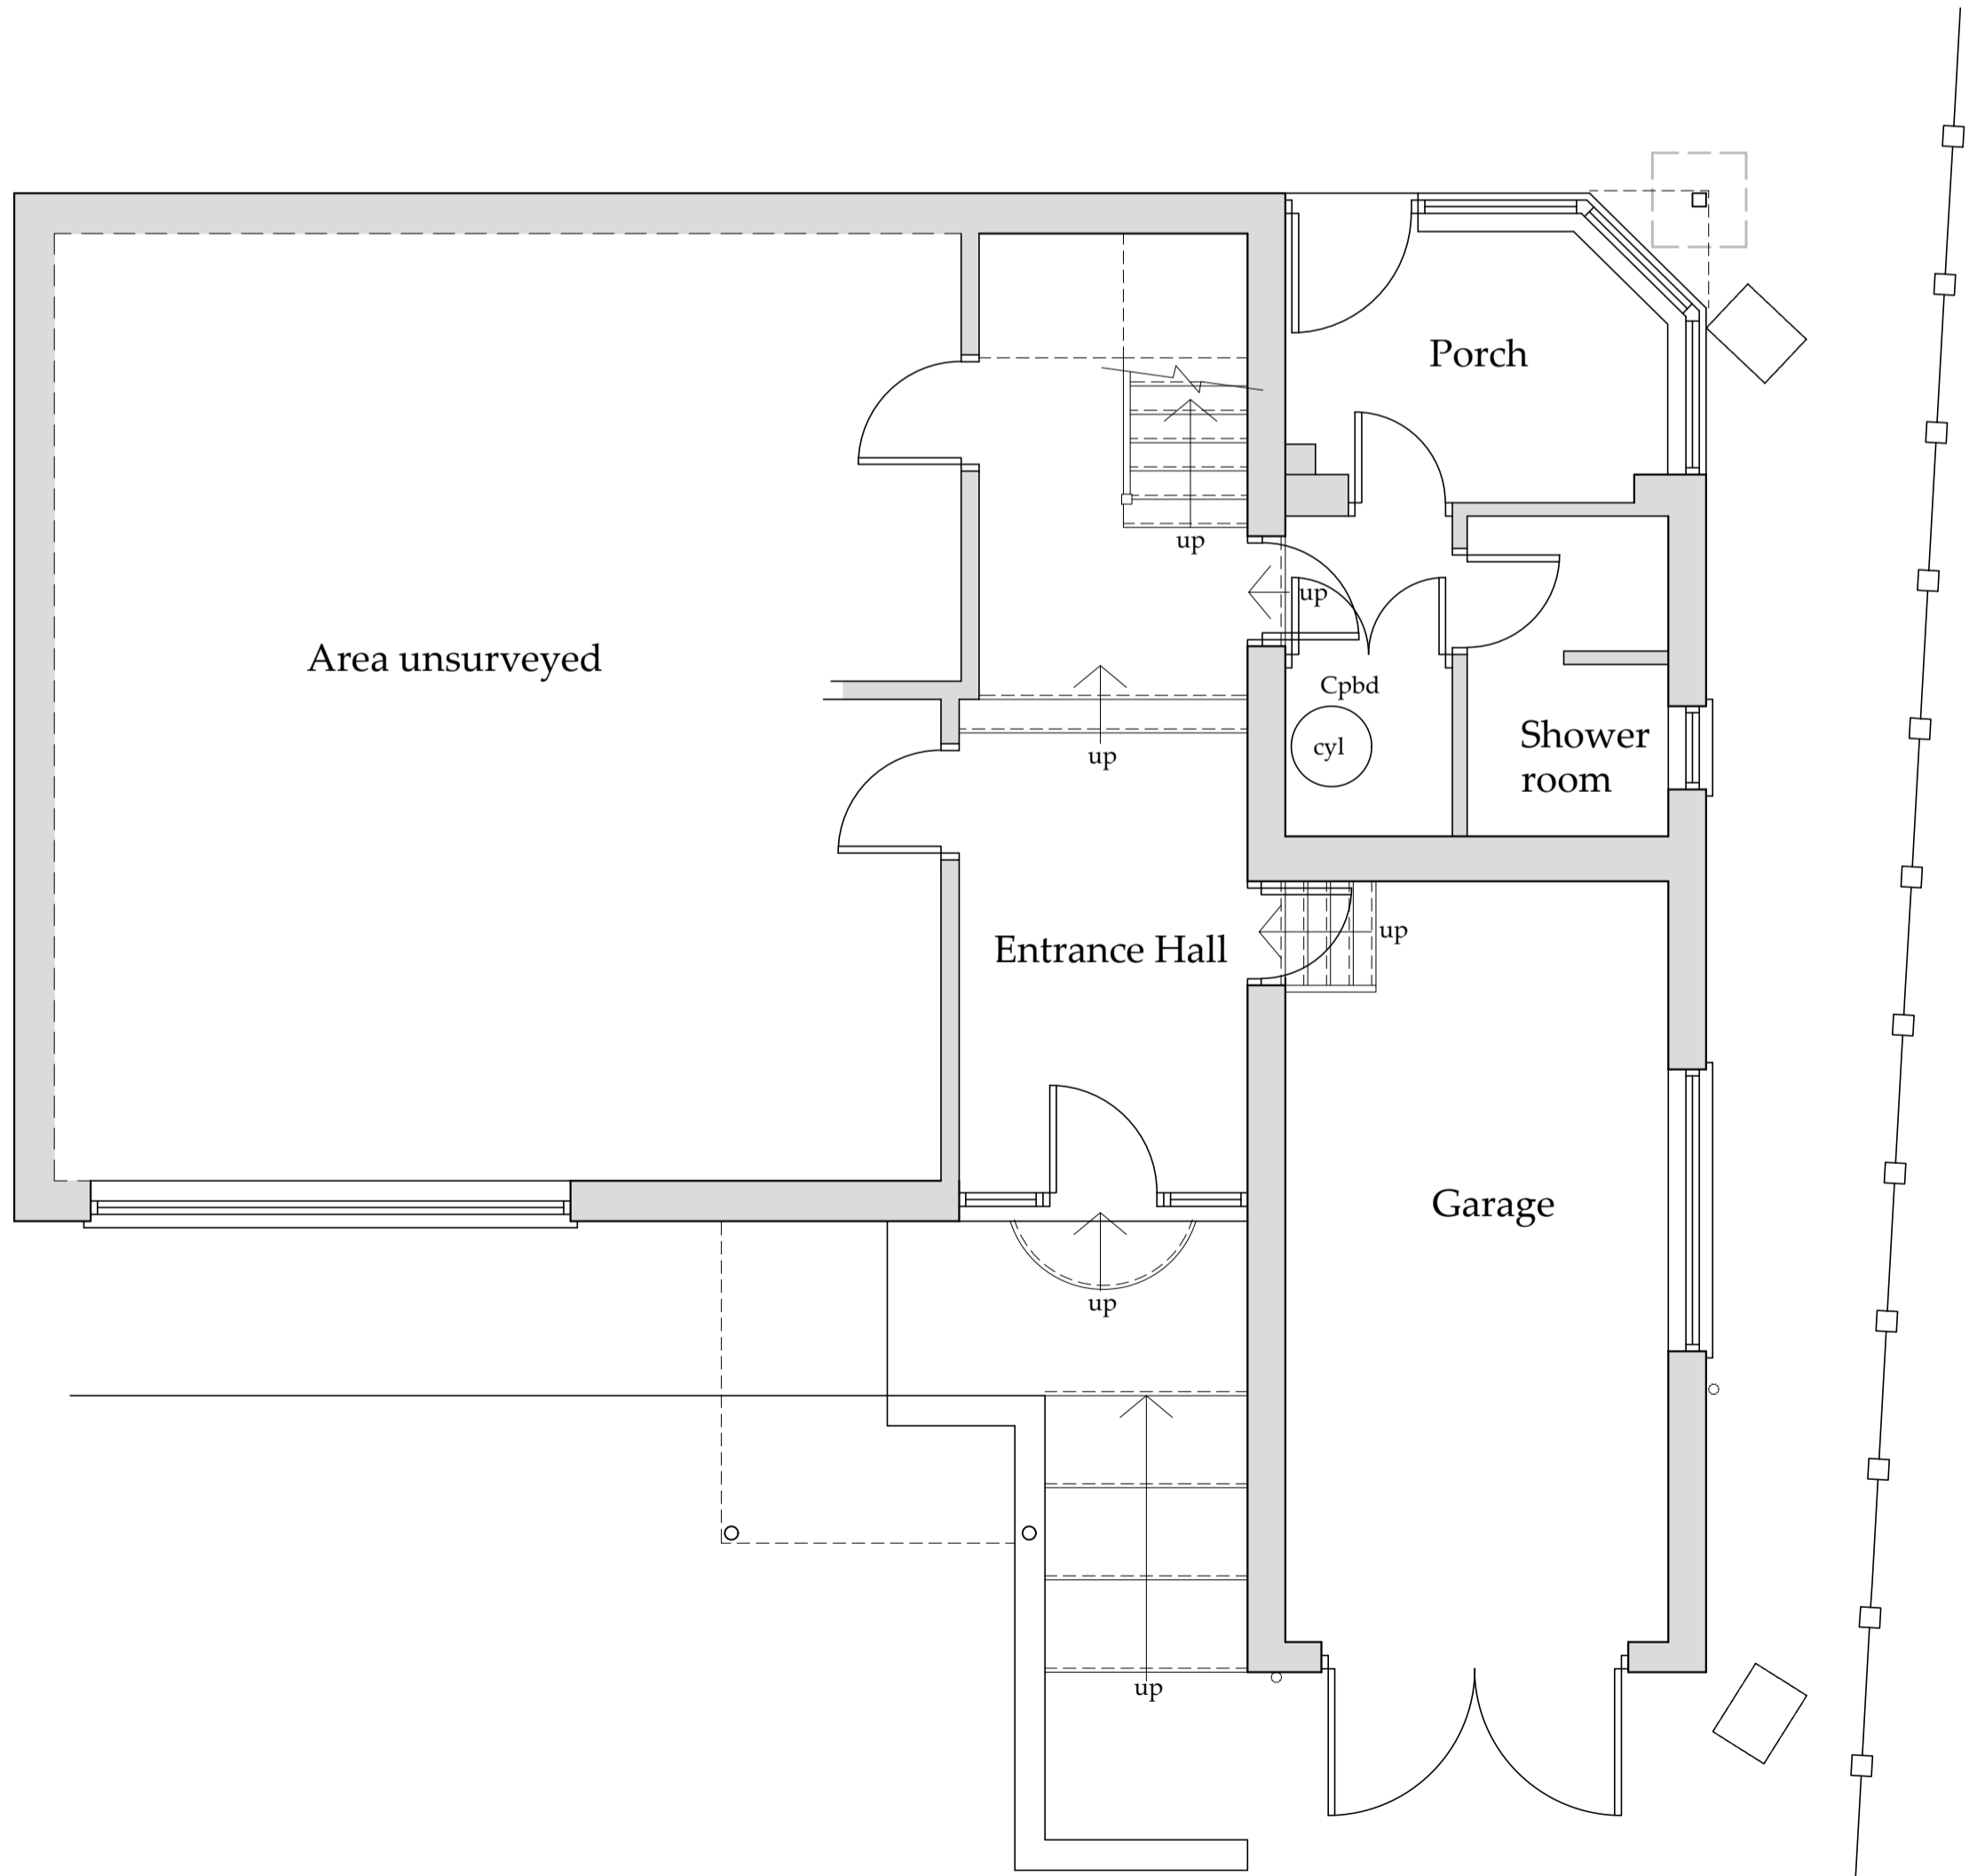 Porch
up
up
Area unsurveyed
Cpbd
Shower
room
cyl
up
up
Entrance Hall
Garage
up
up